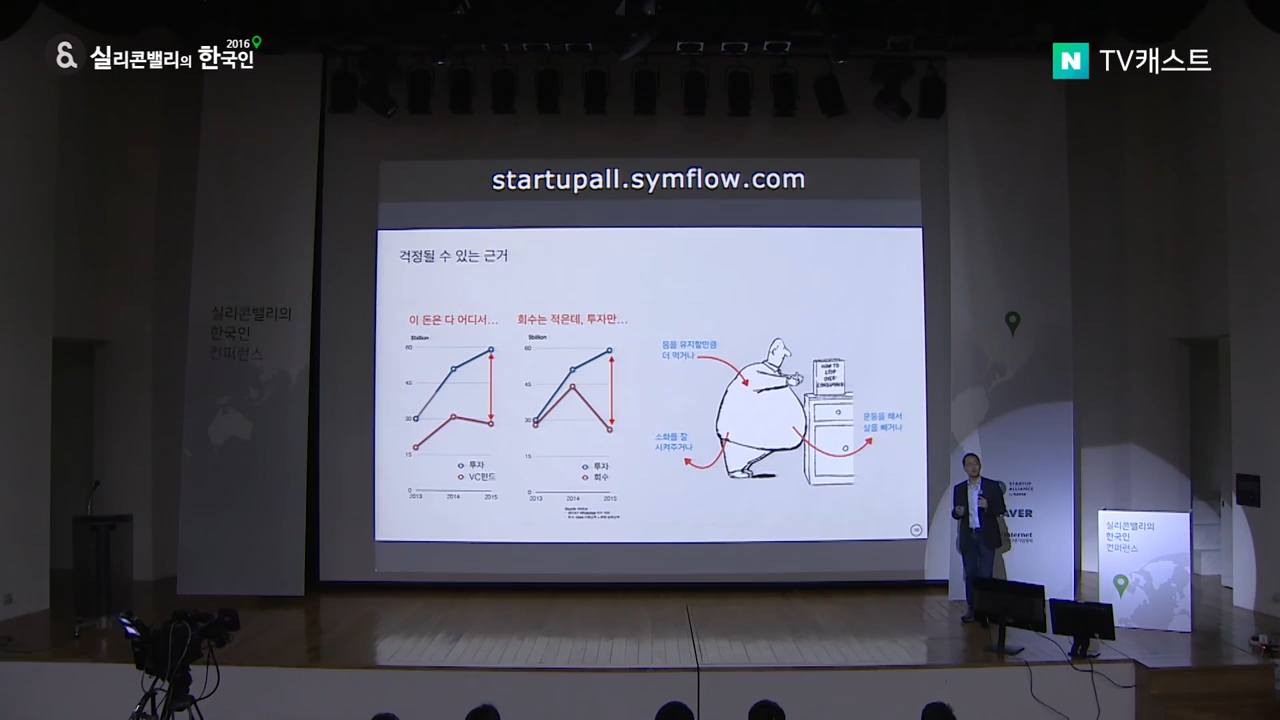 실리콘밸리의 한국인
2016
N TV캐스트
startupall.symflow.com
걱정될 수 있는 근거
이 돈은 다 어디서…
$billion
60
45
30
15
0
2013 2014 2015
투자
VC펀드
회수는 적은데, 투자만…
$billion
60
45
30
15
0
2013 2014 2015
투자
회수
몸을 유지할만큼
더 먹거나
소화를 잘
시켜주거나
운동을 해서
살을 빼거나
HOW TO
STOP
OVER
CONSUMING
실리콘밸리의
한국인
컨퍼런스
STARTUP
ALLIANCE
AVER
Internet
실리콘밸리의
한국인
컨퍼런스